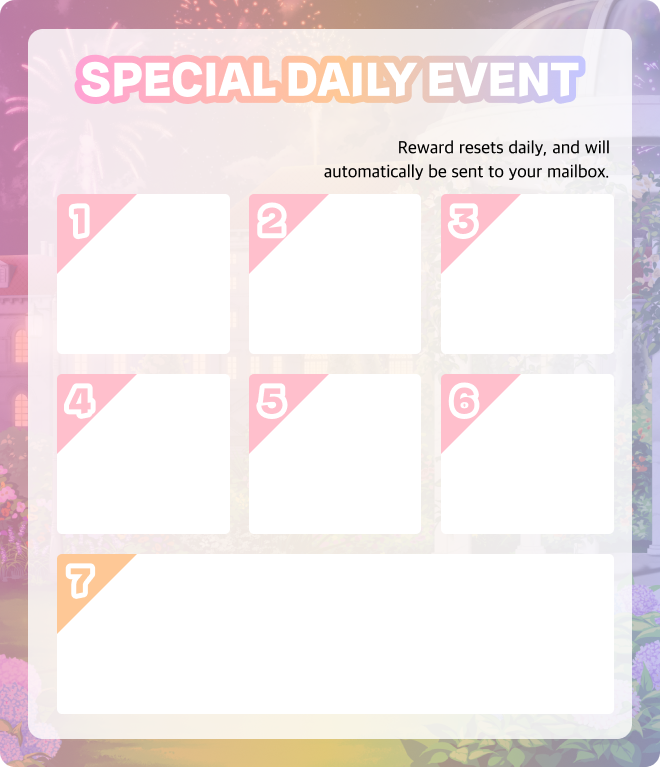 SPECIAL DAILY EVENT
Reward resets daily, and will
automatically be sent to your mailbox.
1
2
3
4
5
6
7